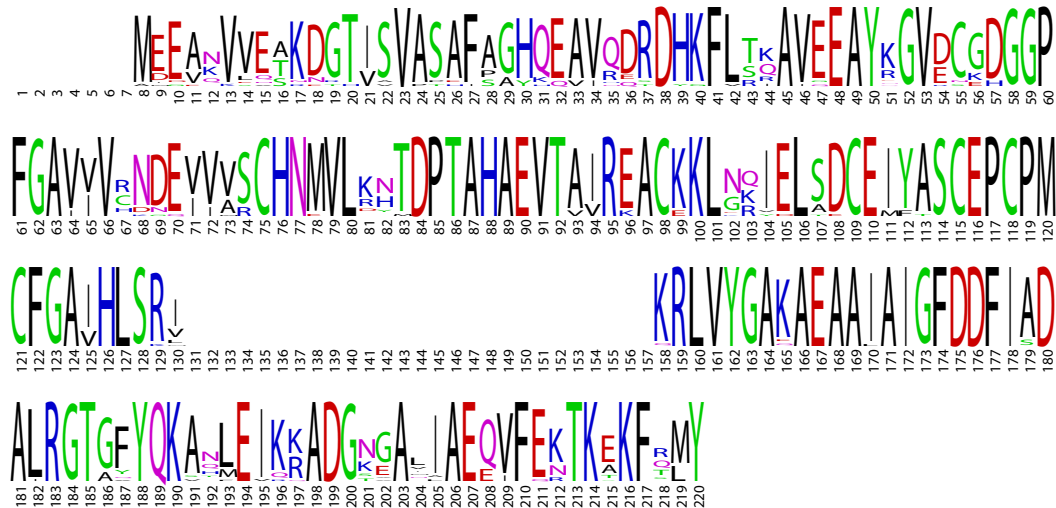 MEEANVVEAKDGTISVASAFAGHQEAVQDRDHKFLTKAVEEAYKGVDCGDGGP
1 2 3 4 5 6 7 8 9 10 11 12 13 14 15 16 17 18 19 20 21 22 23 24 25 26 27 28 29 30 31 32 33 34 35 36 37 38 39 40 41 42 43 44 45 46 47 48 49 50 51 52 53 54 55 56 57 58 59 60
FGAVIVRNDEIVVSCHNMVLKNTDPTAHAEVTAIREACKKLNQIELSDCEIYASCEPCPM
61 62 63 64 65 66 67 68 69 70 71 72 73 74 75 76 77 78 79 80 81 82 83 84 85 86 87 88 89 90 91 92 93 94 95 96 97 98 99 100 101 102 103 104 105 106 107 108 109 110 111 112 113 114 115 116 117 118 119 120
CFGAIHLSRI KRLVYGAKAEAAIAIGFDDFIAD
121 122 123 124 125 126 127 128 129 130 131 132 133 134 135 136 137 138 139 140 141 142 143 144 145 146 147 148 149 150 151 152 153 154 155 156 157 158 159 160 161 162 163 164 165 166 167 168 169 170 171 172 173 174 175 176 177 178 179 180
ALRGTGFYQKANLEIKKADGNGALIAEQVFEKTKEKFRMY
181 182 183 184 185 186 187 188 189 190 191 192 193 194 195 196 197 198 199 200 201 202 203 204 205 206 207 208 209 210 211 212 213 214 215 216 217 218 219 220